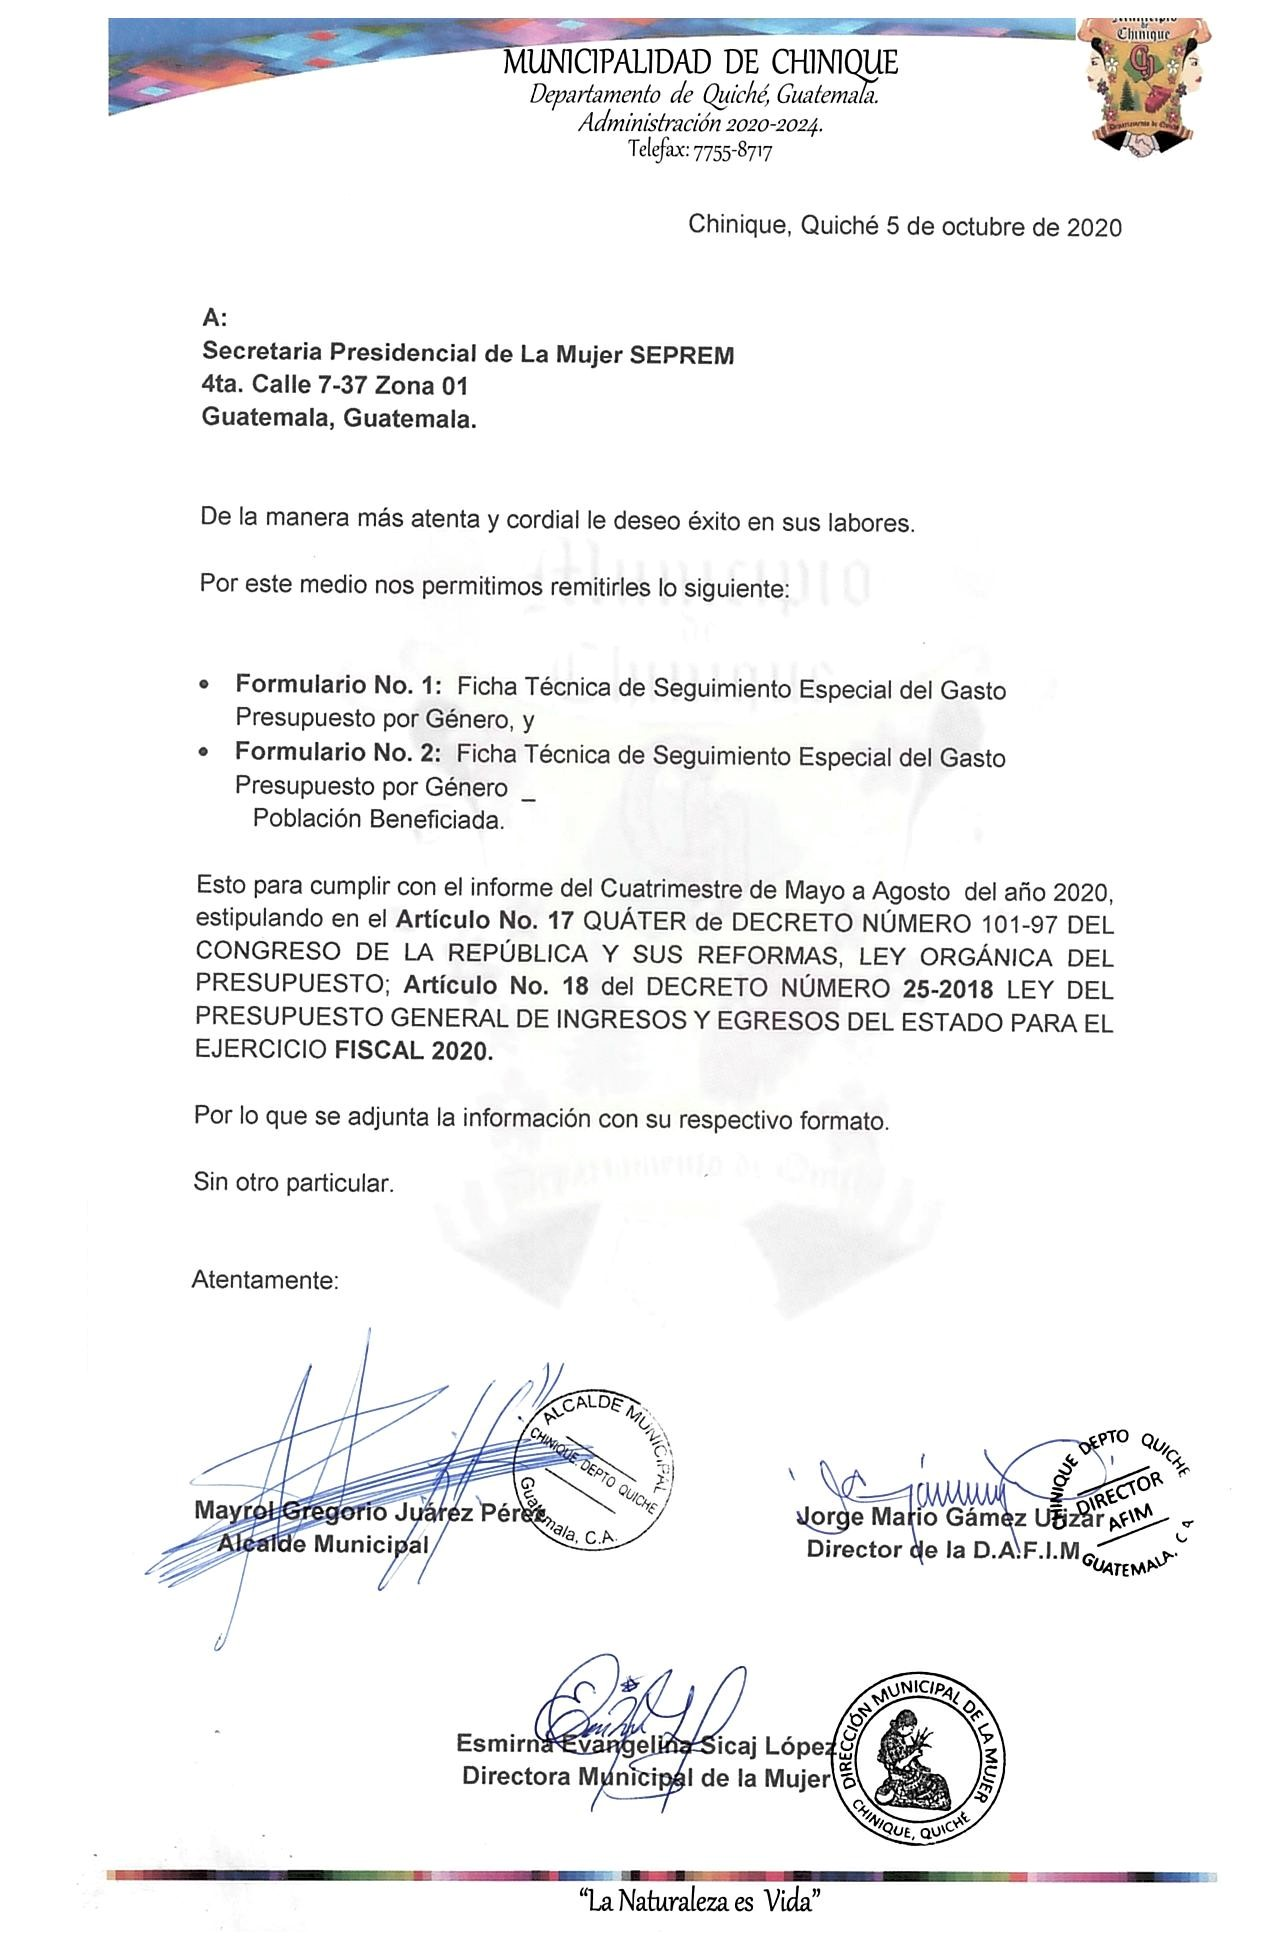 MUNICIPALIDAD DE CHINIQUE
Departamento de Quiché, Guatemala.
Administración 2020-2024.
Telefax: 7755-8717
Municipio
de
Chinique
Departamento de Quiché
Chinique, Quiché 5 de octubre de 2020
A:
Secretaria Presidencial de La Mujer SEPREM
4ta. Calle 7-37 Zona 01
Guatemala, Guatemala.
De la manera más atenta y cordial le deseo éxito en sus labores.
Por este medio nos permitimos remitirles lo siguiente:
• Formulario No. 1: Ficha Técnica de Seguimiento Especial del Gasto
Presupuesto por Género, y
• Formulario No. 2: Ficha Técnica de Seguimiento Especial del Gasto
Presupuesto por Género _
Población Beneficiada.
Esto para cumplir con el informe del Cuatrimestre de Mayo a Agosto del año 2020,
estipulando en el Artículo No. 17 QUÁTER de DECRETO NÚMERO 101-97 DEL
CONGRESO DE LA REPÚBLICA Y SUS REFORMAS, LEY ORGÁNICA DEL
PRESUPUESTO; Artículo No. 18 del DECRETO NÚMERO 25-2018 LEY DEL
PRESUPUESTO GENERAL DE INGRESOS Y EGRESOS DEL ESTADO PARA EL
EJERCICIO FISCAL 2020.
Por lo que se adjunta la información con su respectivo formato.
Sin otro particular.
Atentamente:
ALCALDE MUNICIPAL
CHINIQUE, DEPTO QUICHE
Guatemala, C.A.
Mayrol Gregorio Juárez Pérez
Alcalde Municipal
CHINIQUE DEPTO QUICHE
DIRECTOR
AFIM
GUATEMALA, C A
Jorge Mario Gámez Utizar
Director de la D.A.F.I.M
Esmirna Evangelina Sicaj López
Directora Municipal de la Mujer
DIRECCIÓN MUNICIPAL DE LA MUJER
CHINIQUE, QUICHÉ
“La Naturaleza es Vida”